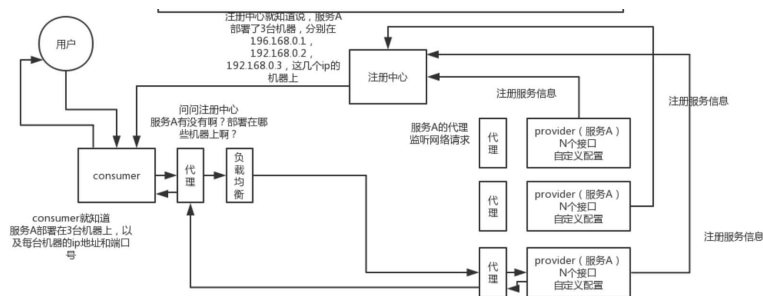 注册中心就知道说，服务A
部署了3台机器，分别在
196.168.0.1，
192.168.0.2，
192.168.0.3，这几个ip的
机器上
用户
注册中心
问问注册中心
服务A有没有啊？部署在哪
些机器上啊？
注册服务信息
注册服务信息
服务A的代理
监听网络请求
代理
provider（服务A）
N个接口
自定义配置
consumer
代理
负载均衡
代理
provider（服务A）
N个接口
自定义配置
consumer就知道
服务A部署在3台机器上，以
及每台机器的ip地址和端口
号
注册服务信息
代理
provider（服务A）
N个接口
自定义配置